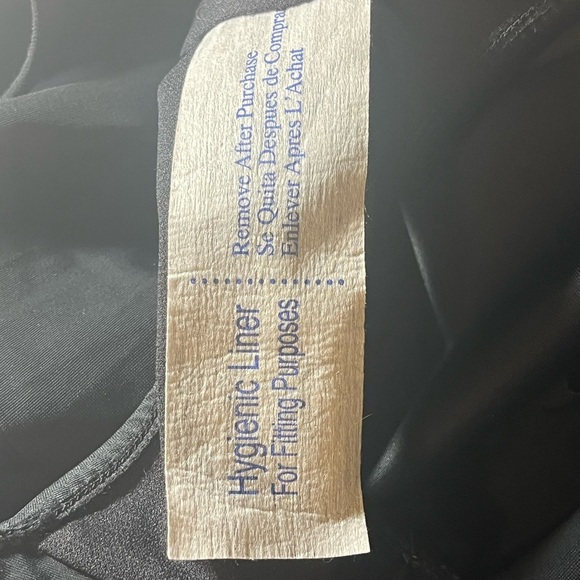 Hygienic Liner
For Fitting Purposes
Remove After Purchase
Se Quita Despues de Compra
Enlever Apres L'Achat